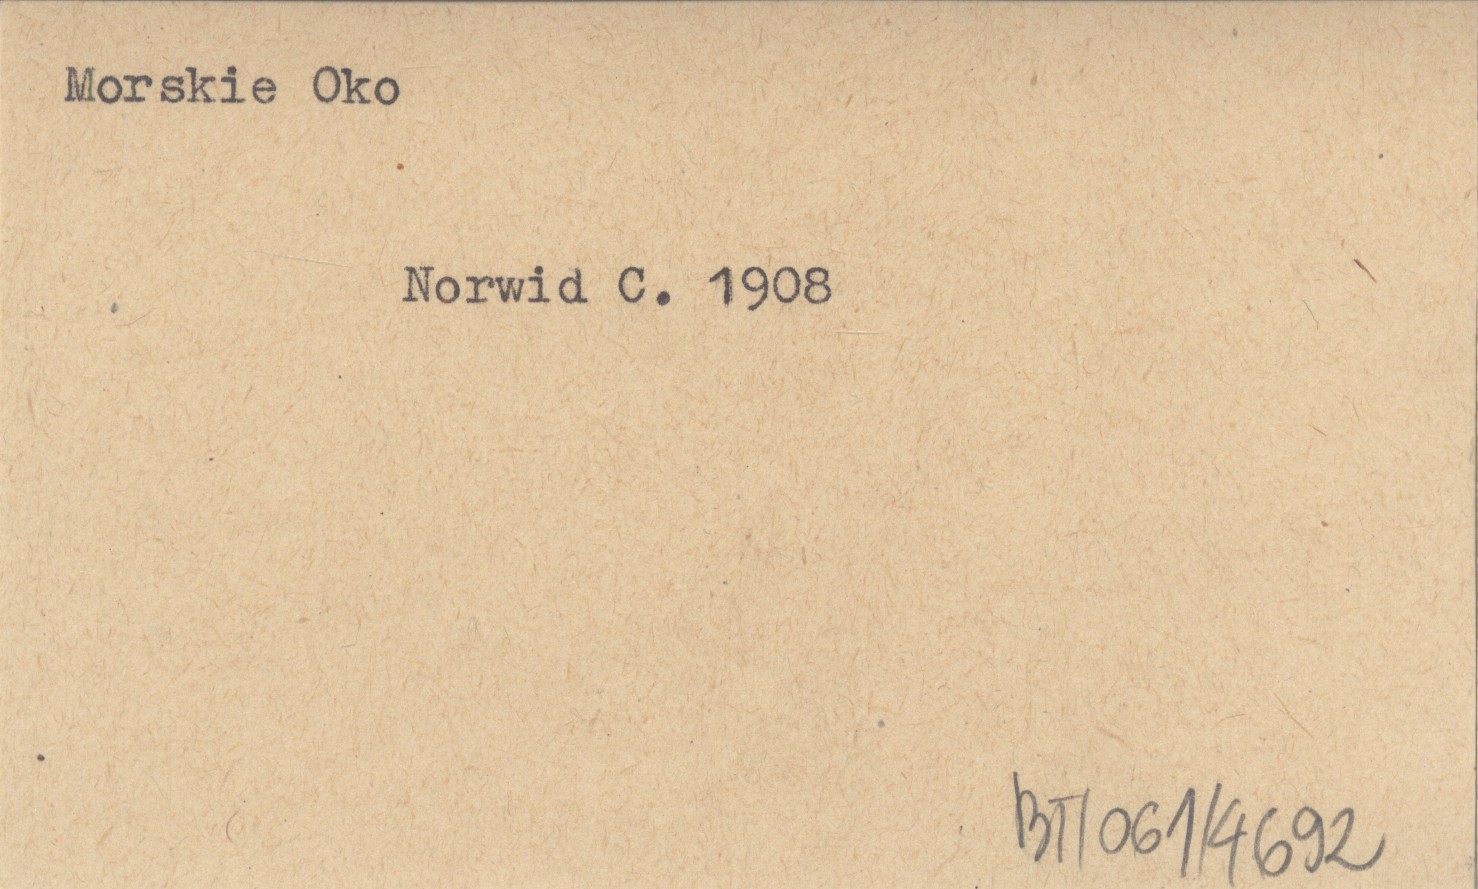 Morskie Oko
Norwid C. 1908
BT/061/4692